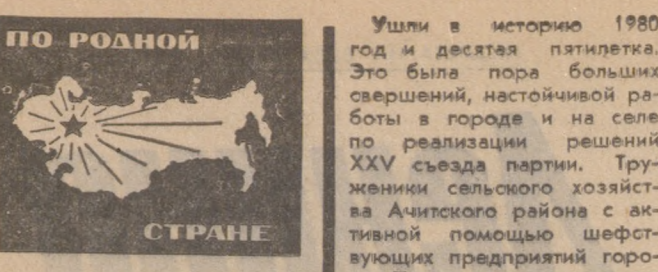 ПО РОДНОЙ
СТРАНЕ
Ушли в историю 1980
год и десятая пятилетка.
Это была пора больших
свершений, настойчивой ра-
боты в городе и на селе
по реализации решений
XXV съезда партии. Тру-
женики сельского хозяйст-
ва Ачитского района с ак-
тивной помощью шефст-
вующих предприятий горо-